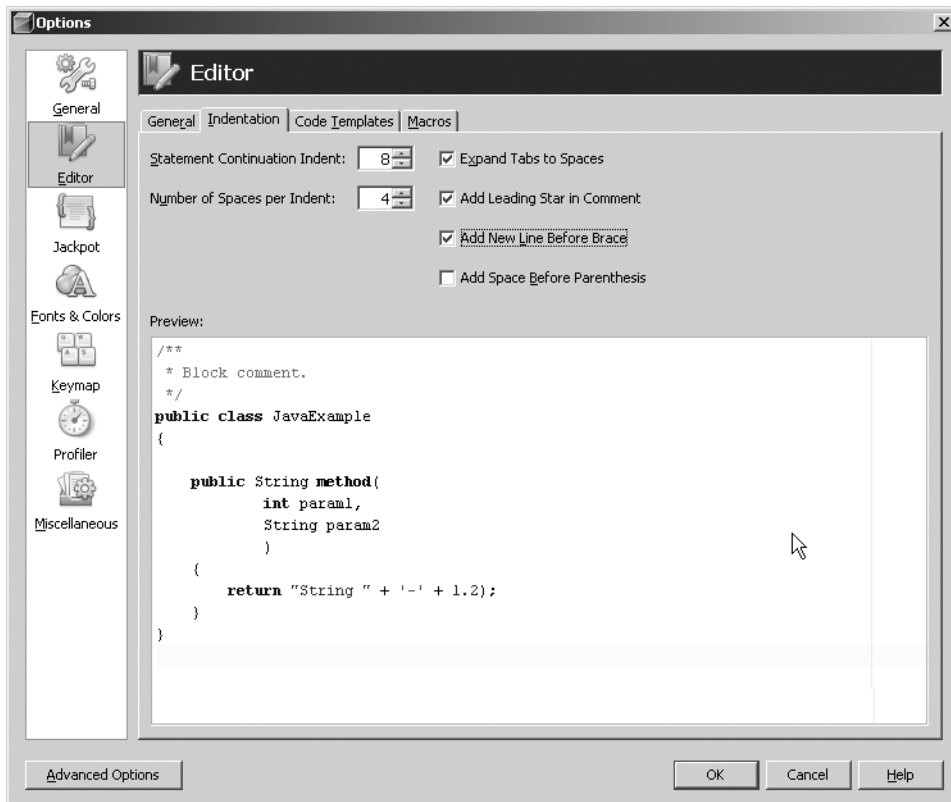 Options
General
Editor
Jackpot
Fonts & Colors
Keymap
Profiler
Miscellaneous
Editor
General Indentation Code Templates Macros
Statement Continuation Indent: 8
Expand Tabs to Spaces
Number of Spaces per Indent: 4
Add Leading Star in Comment
Add New Line Before Brace
Add Space Before Parenthesis
Preview:
/**
 * Block comment.
 */
public class JavaExample
{
    public String method(
            int param1,
            String param2
            )
    {
        return "String " + '-' + 1.2);
    }
}
Advanced Options
OK Cancel Help